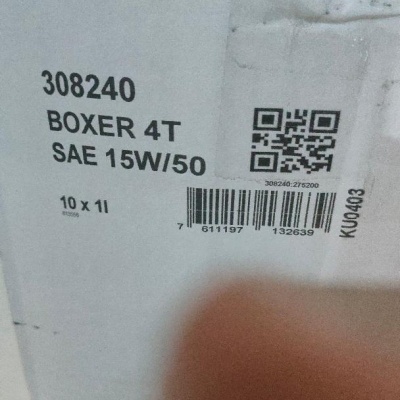 308240
BOXER 4T
SAE 15W/50
308240:275200
10 x 1l
7 611197 132639
KU0403